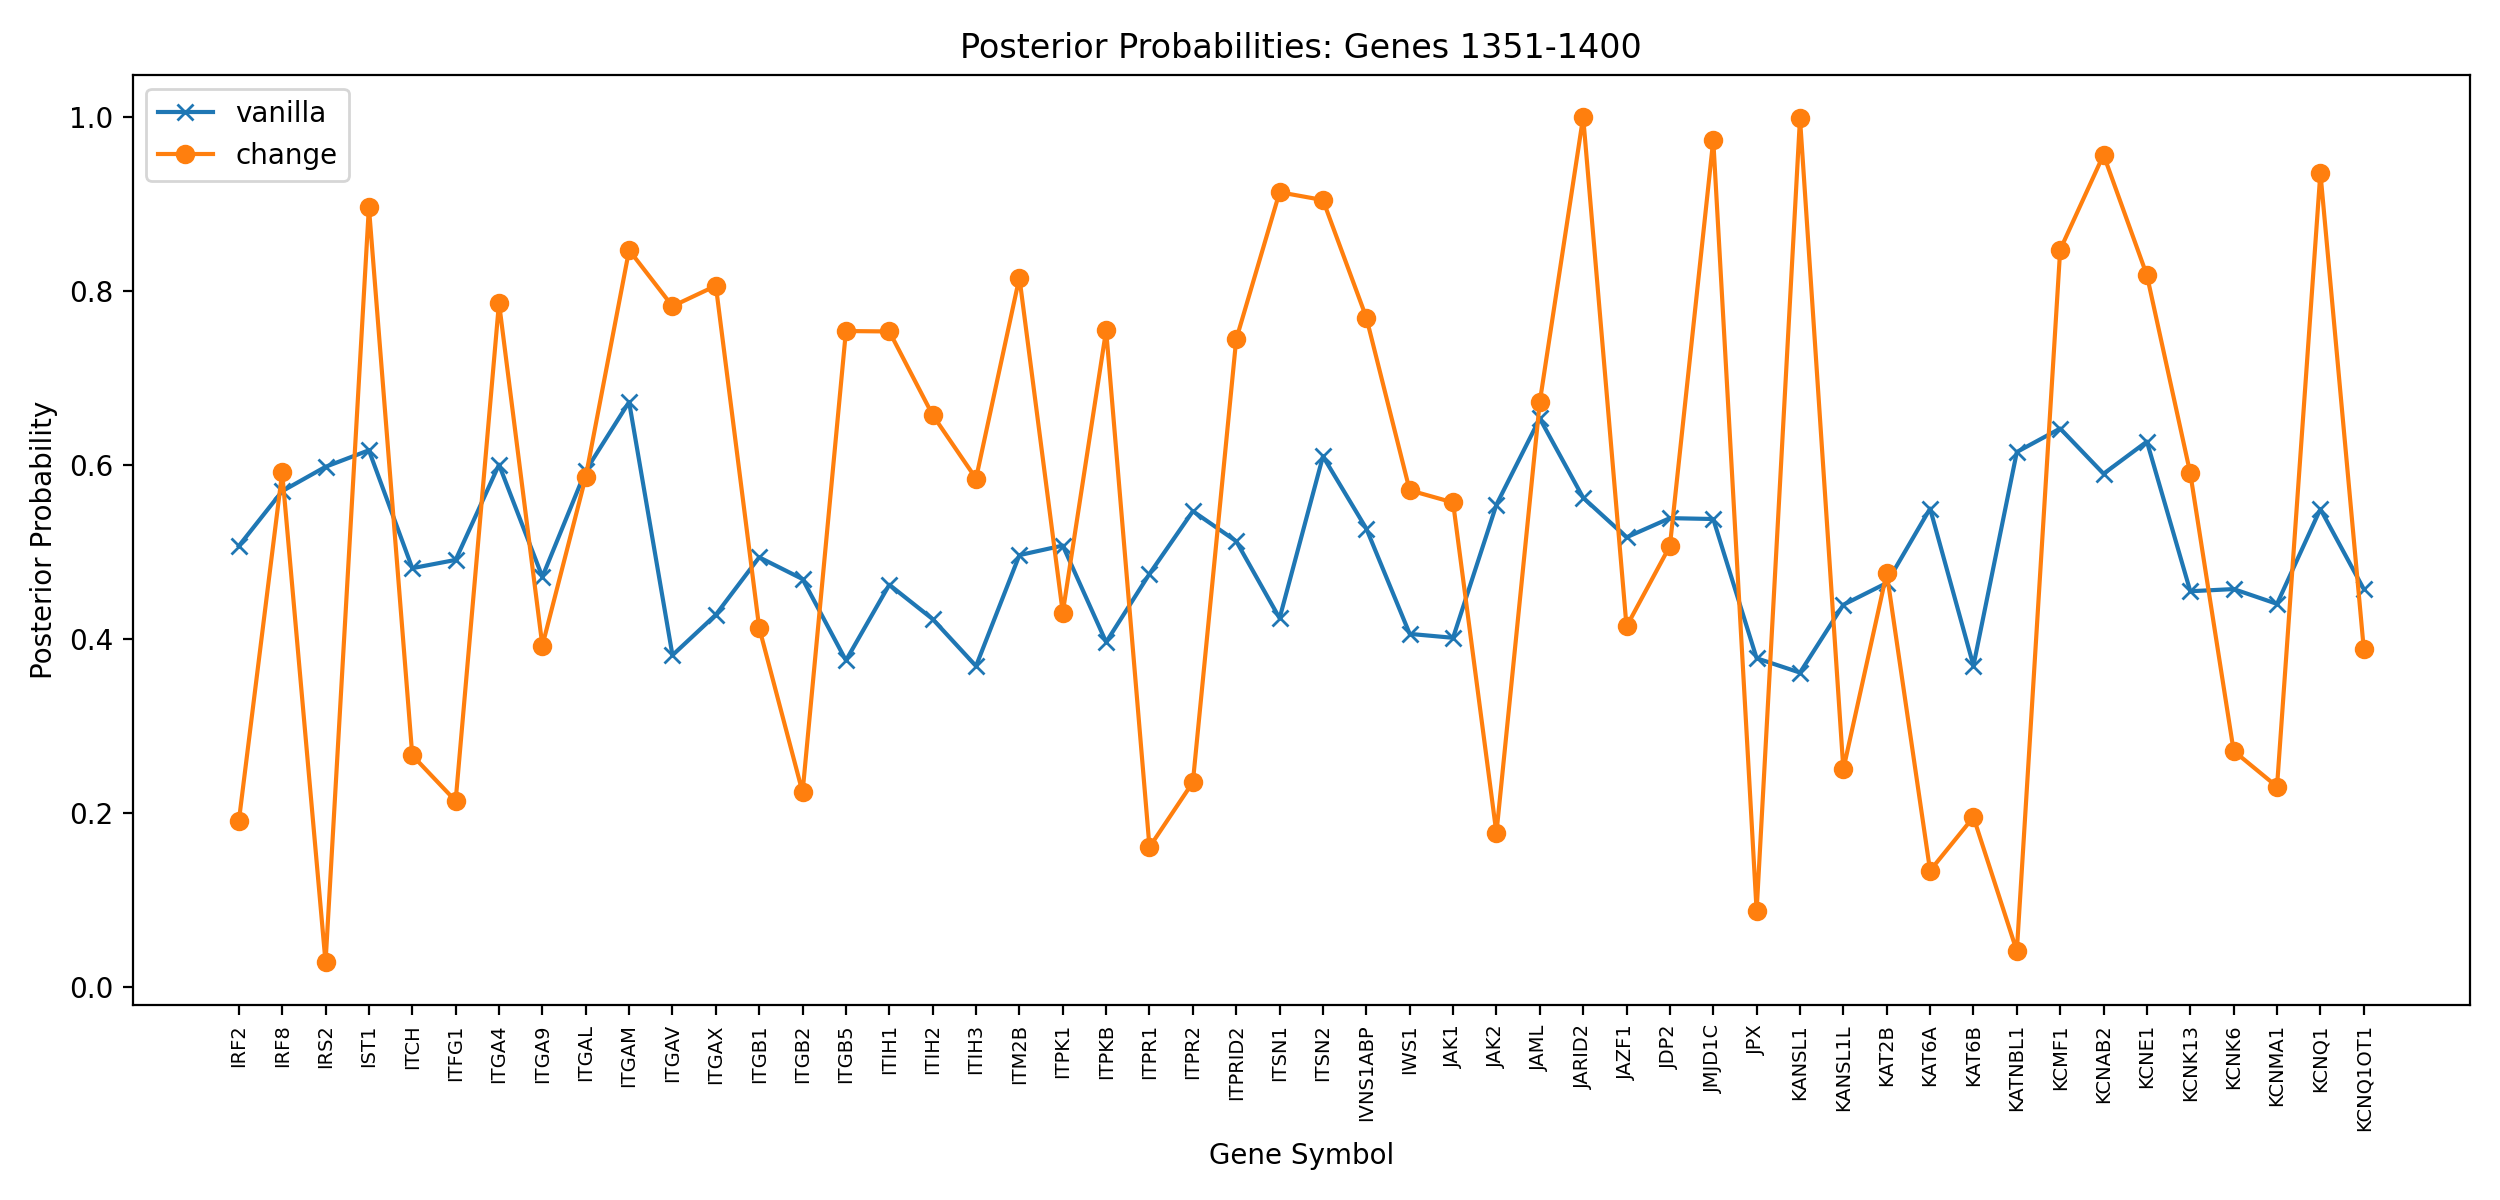 Posterior Probabilities: Genes 1351-1400
vanilla
change
Posterior Probability
1.0
0.8
0.6
0.4
0.2
0.0
IRF2
IRF8
IRS2
IST1
ITCH
ITFG1
ITGA4
ITGA9
ITGAL
ITGAM
ITGAV
ITGAX
ITGB1
ITGB2
ITGB5
ITIH1
ITIH2
ITIH3
ITM2B
ITPK1
ITPKB
ITPR1
ITPR2
ITPRID2
ITSN1
ITSN2
IVNS1ABP
IWS1
JAK1
JAK2
JAML
JARID2
JAZF1
JDP2
JMJD1C
JPX
KANSL1
KANSL1L
KAT2B
KAT6A
KAT6B
KATNBL1
KCMF1
KCNAB2
KCNE1
KCNK13
KCNK6
KCNMA1
KCNQ1
KCNQ1OT1
Gene Symbol